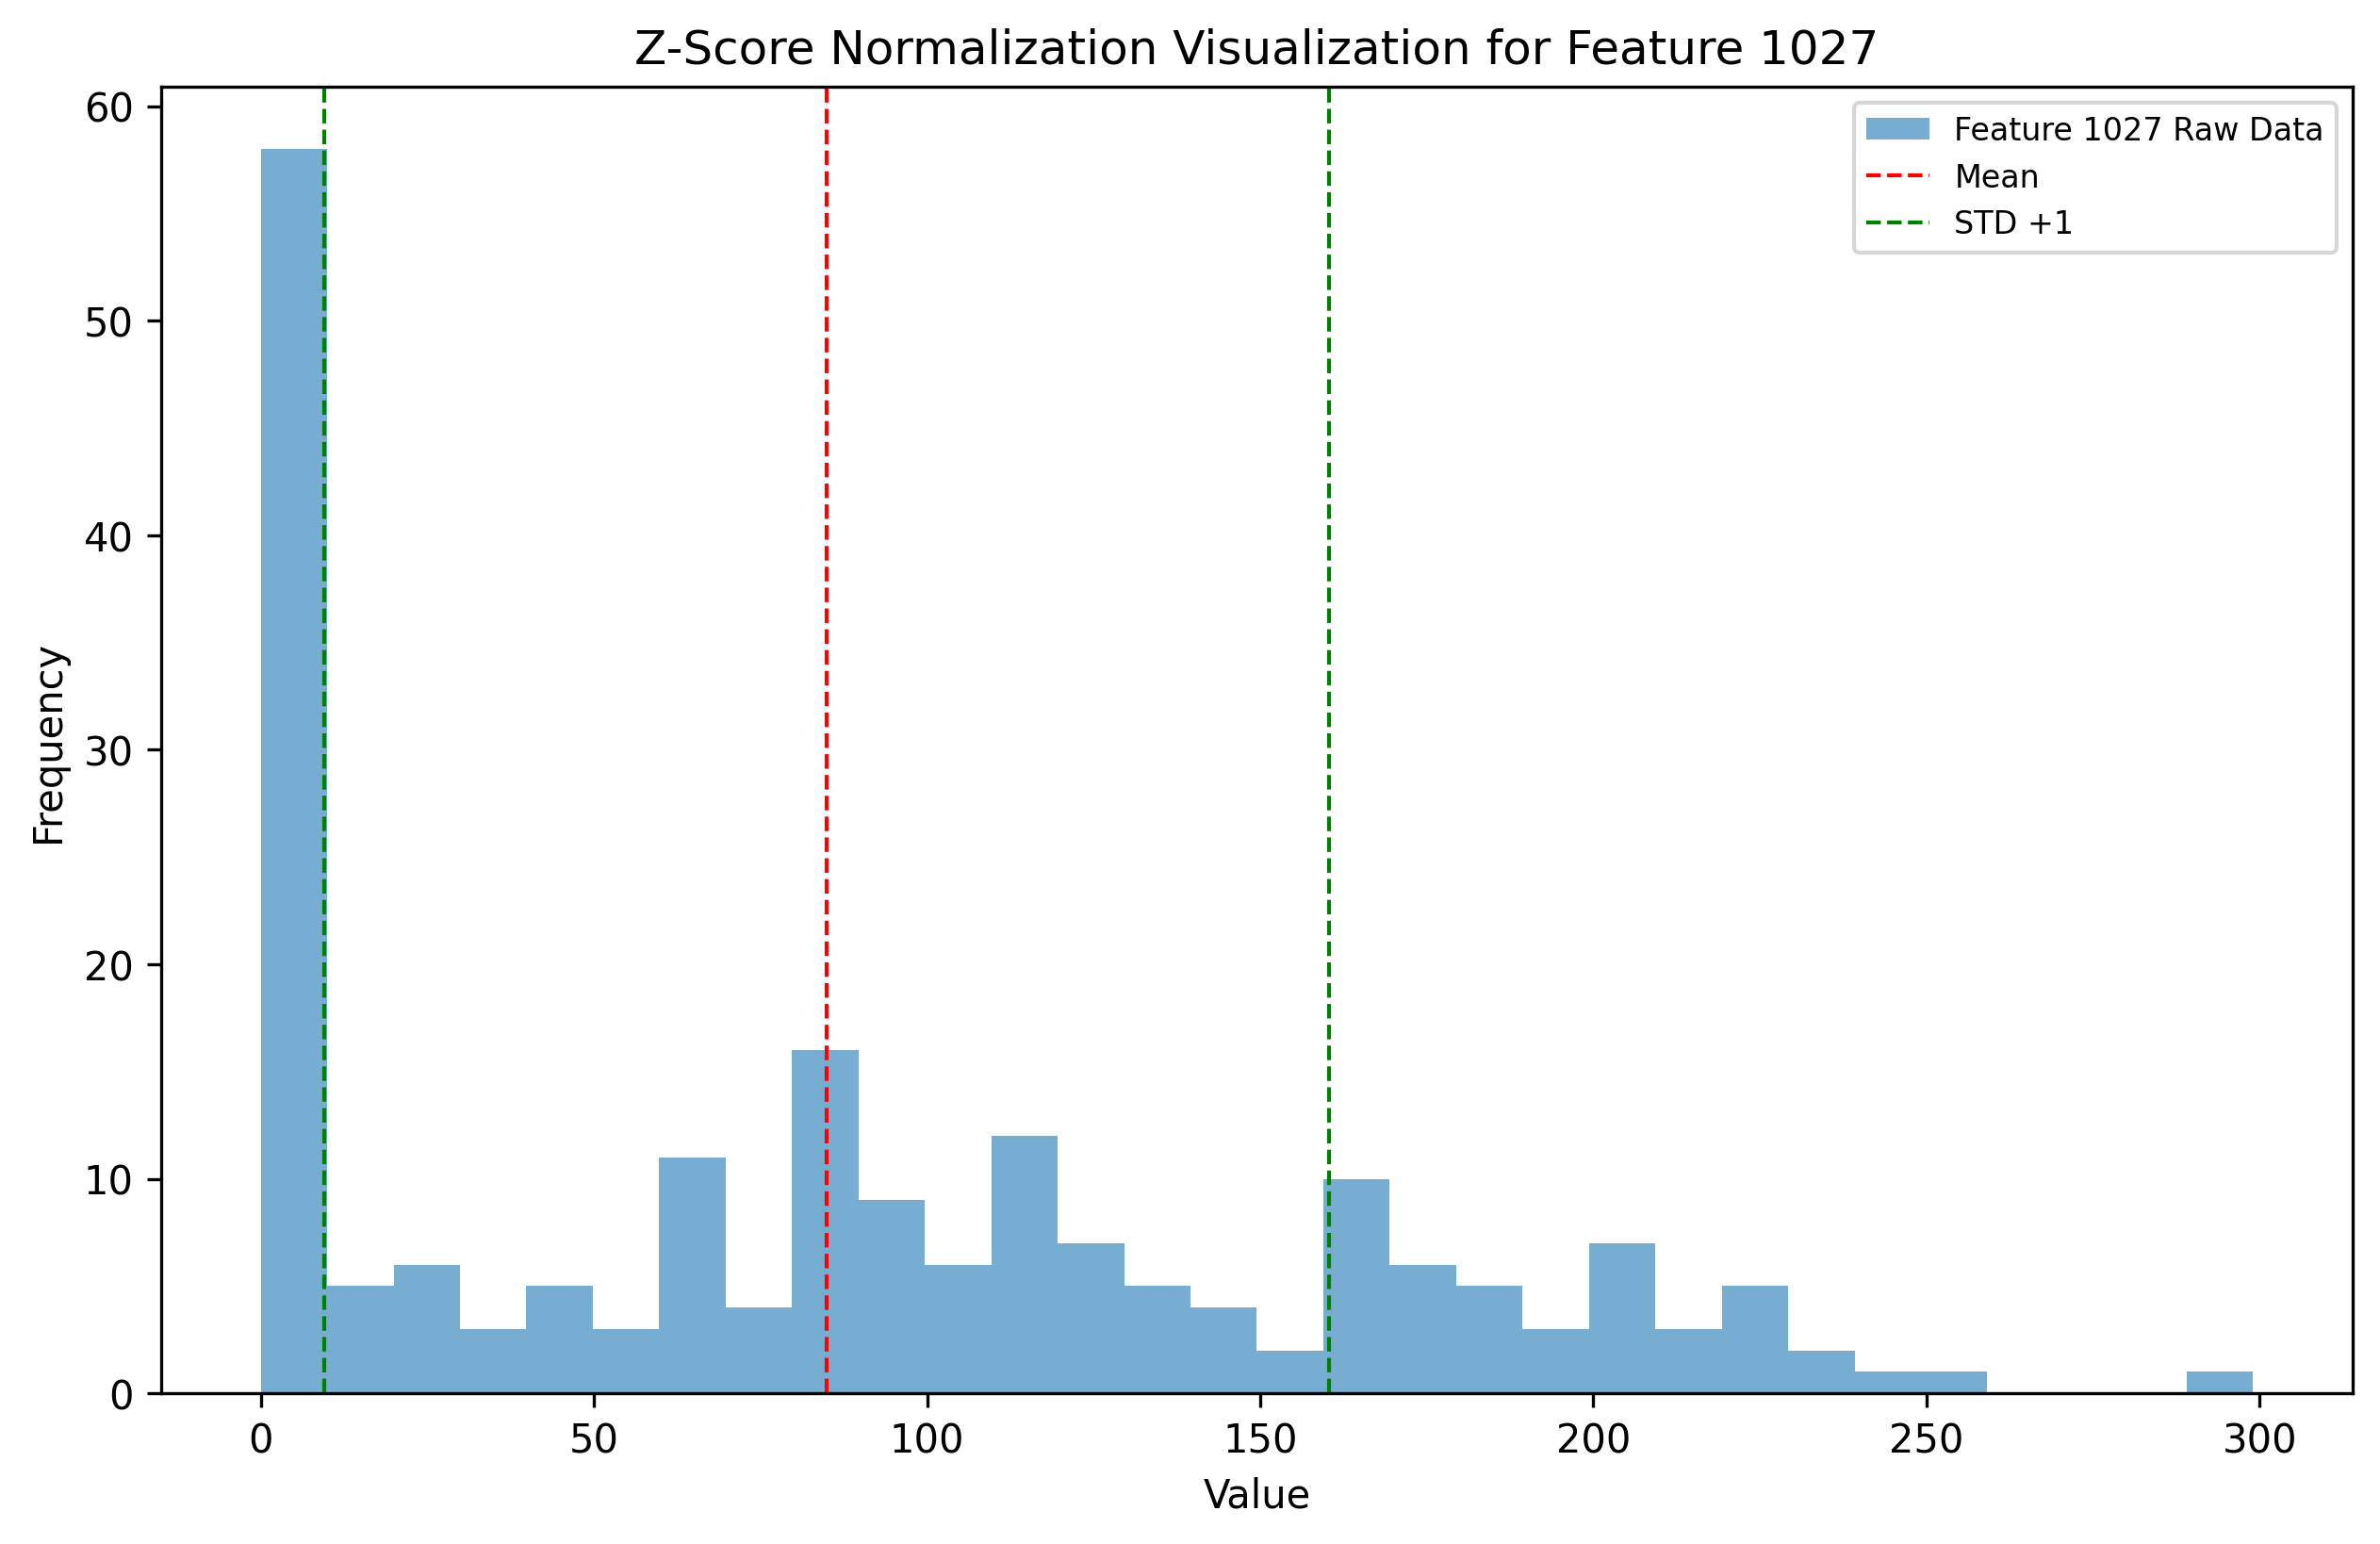 Z-Score Normalization Visualization for Feature 1027
Feature 1027 Raw Data
Mean
STD +1
60
50
40
30
20
10
0
Frequency
0 50 100 150 200 250 300
Value